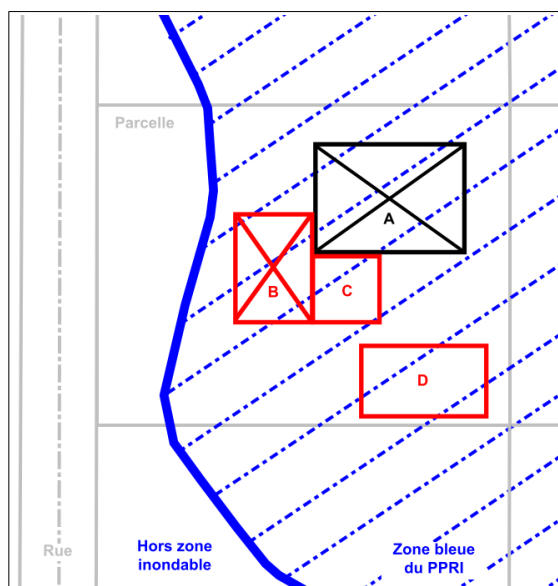 Parcelle
A
B
C
D
Rue
Hors zone
inondable
Zone bleue
du PPRI